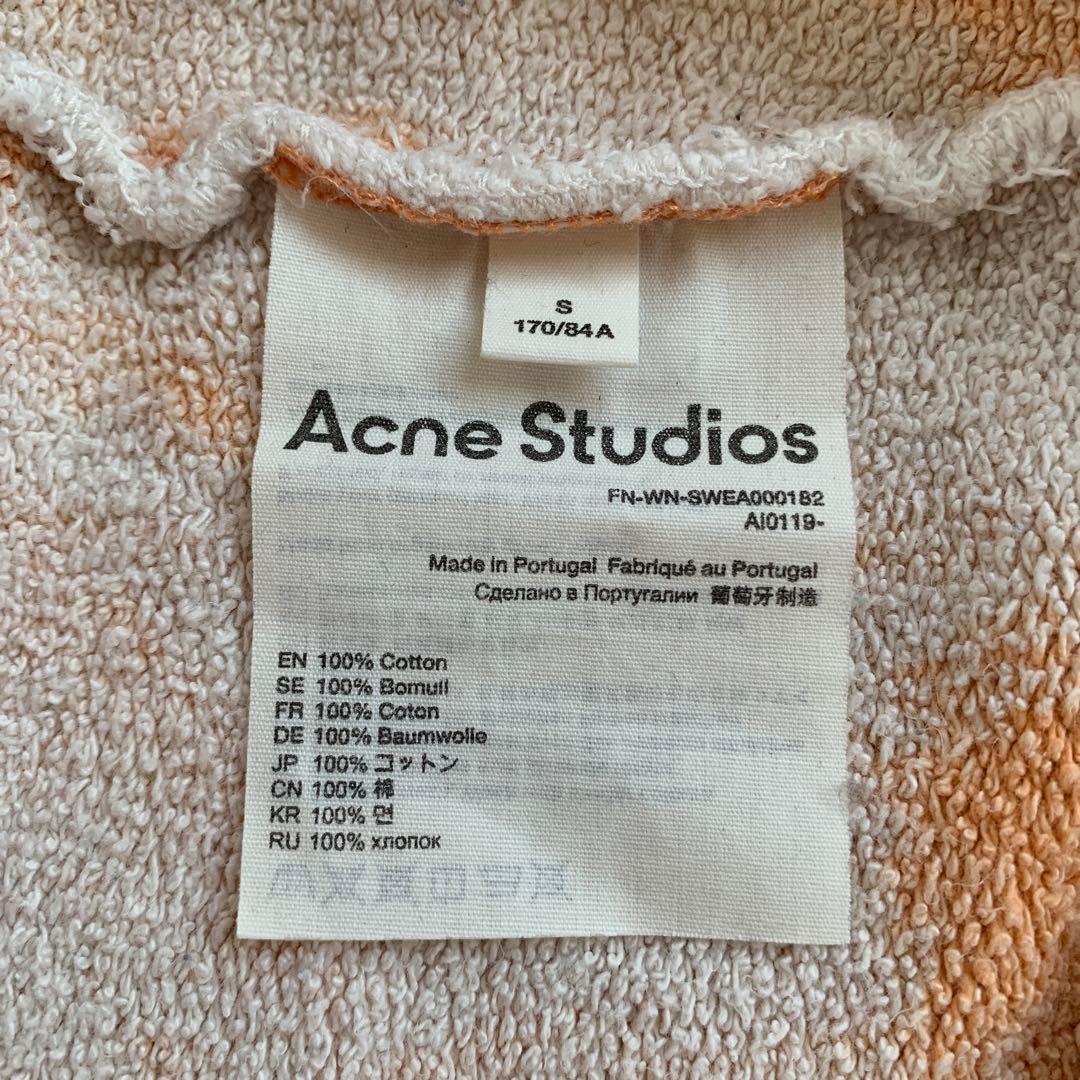 S
170/84A
Acne Studios
FN-WN-SWEA000182
AI0119-
Made in Portugal Fabriqué au Portugal
Сделано в Португалии 葡萄牙制造
EN 100% Cotton
SE 100% Bomull
FR 100% Coton
DE 100% Baumwolle
JP 100% コットン
CN 100% 棉
KR 100% 면
RU 100% хлопок